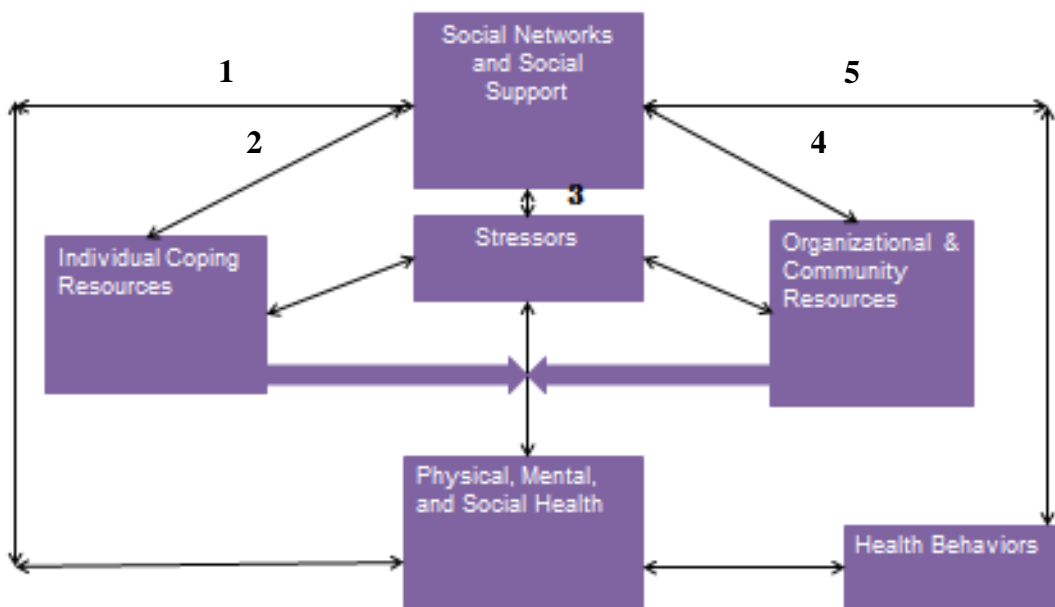 Social Networks
and Social
Support
1
5
2
4
3
Stressors
Individual Coping
Resources
Organizational &
Community
Resources
Physical, Mental,
and Social Health
Health Behaviors